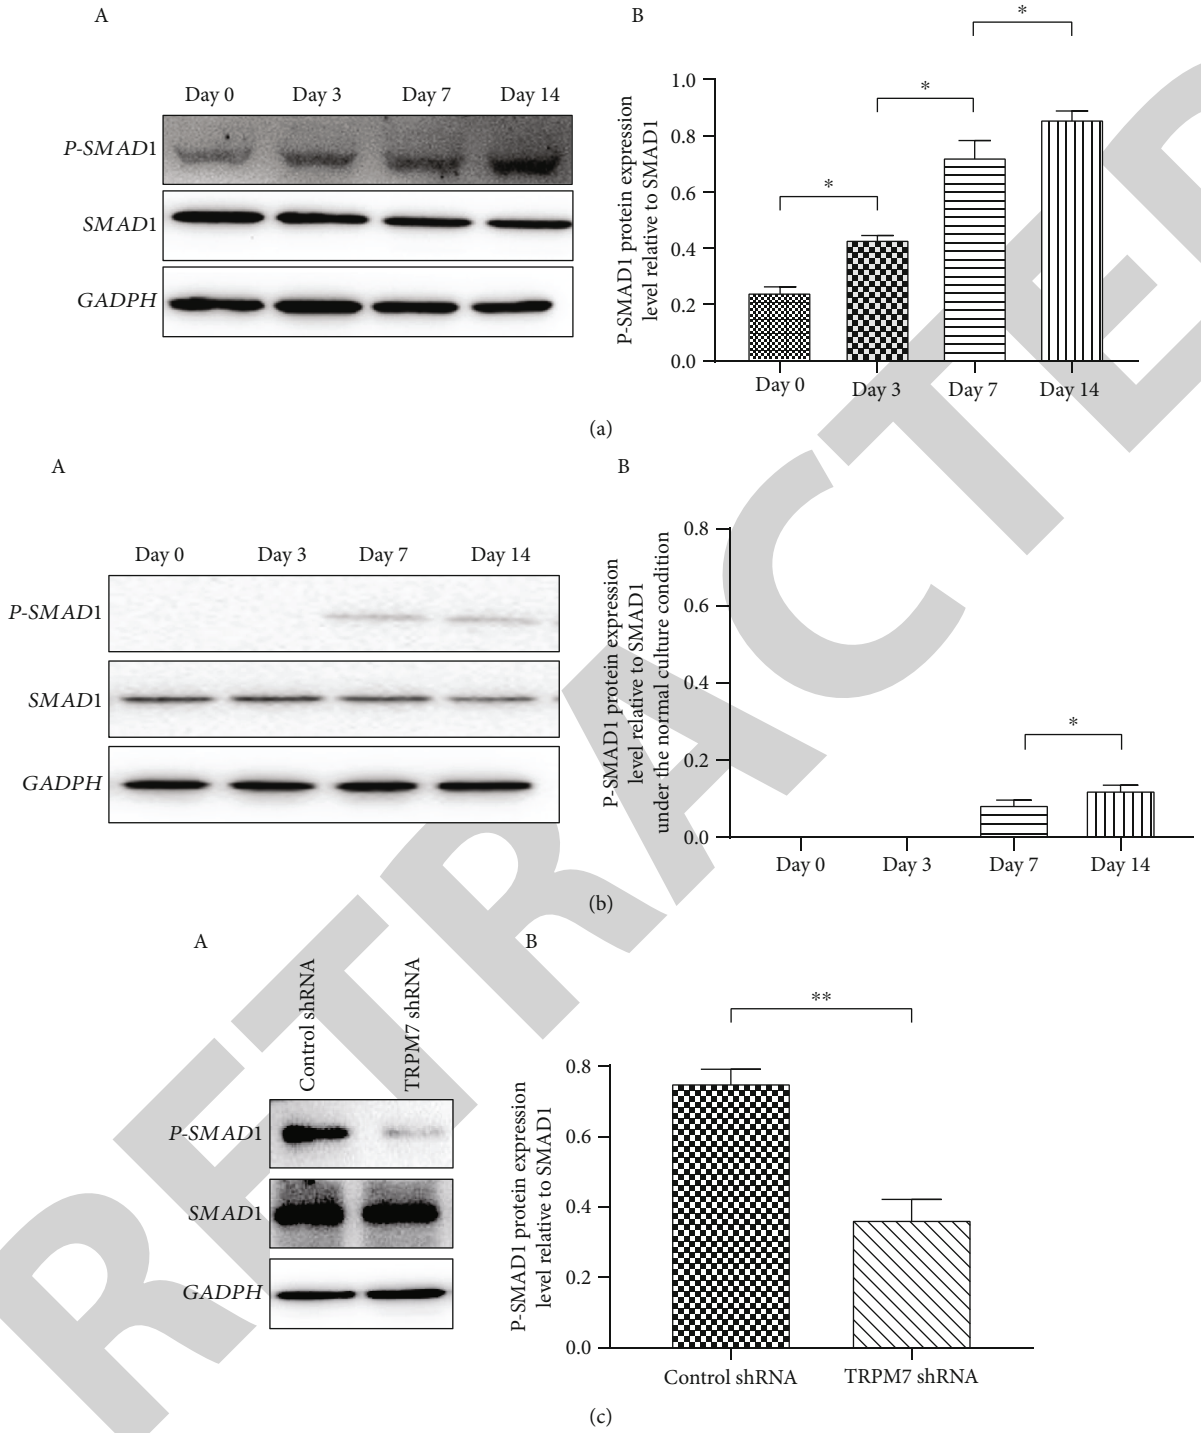 A
B
Day 0 Day 3 Day 7 Day 14
P-SMAD1
SMAD1
GADPH
P-SMAD1 protein expression
level relative to SMAD1
1.0
0.8
0.6
0.4
0.2
0.0
*
*
*
Day 0 Day 3 Day 7 Day 14
(a)
A
B
Day 0 Day 3 Day 7 Day 14
P-SMAD1
SMAD1
GADPH
P-SMAD1 protein expression
level relative to SMAD1
under the normal culture condition
0.8
0.6
0.4
0.2
0.0
*
Day 0 Day 3 Day 7 Day 14
(b)
A
B
Control shRNA
TRPM7 shRNA
P-SMAD1
SMAD1
GADPH
P-SMAD1 protein expression
level relative to SMAD1
0.8
0.6
0.4
0.2
0.0
**
Control shRNA TRPM7 shRNA
(c)
RETRACTED